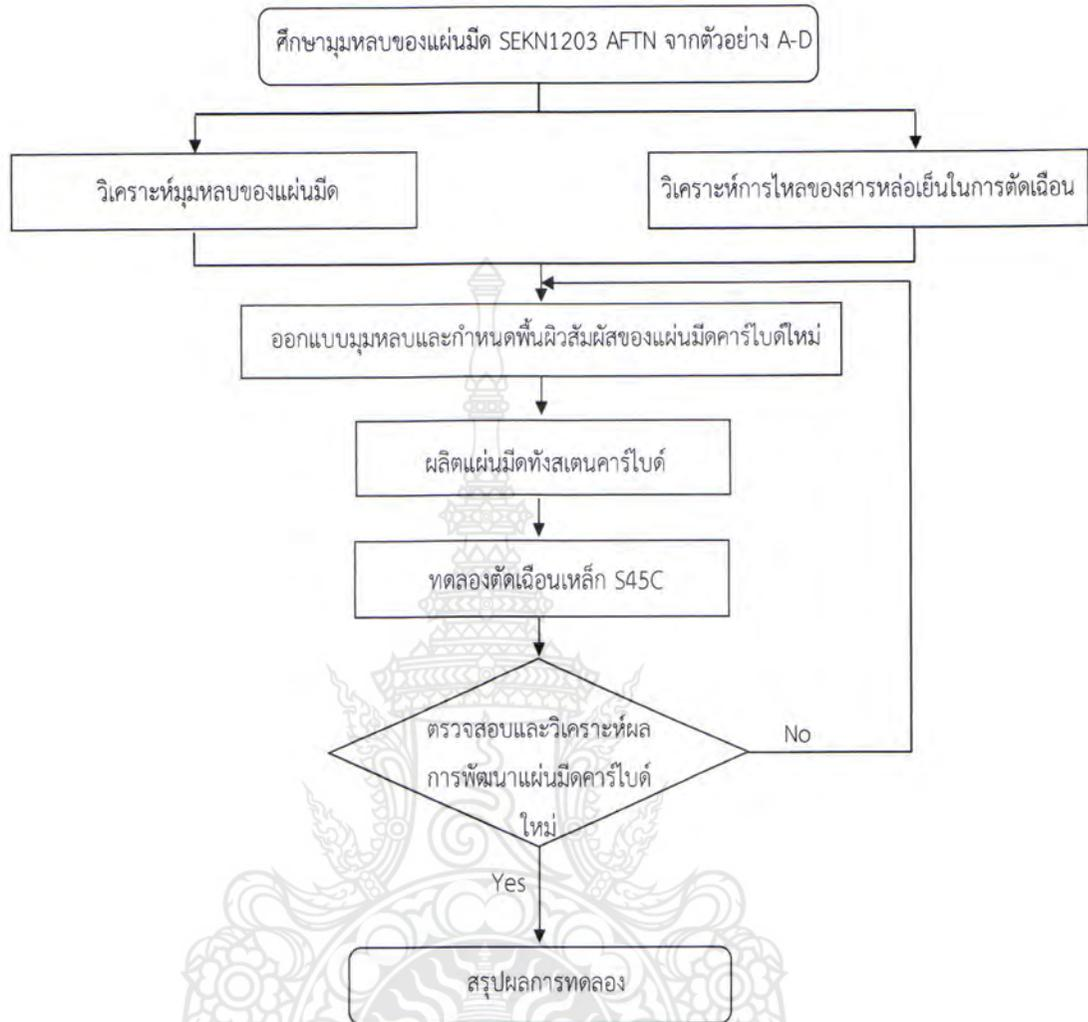 ศึกษามุมหลบของแผ่นมีด SEKN1203 AFTN จากตัวอย่าง A-D
วิเคราะห์มุมหลบของแผ่นมีด
วิเคราะห์การไหลของสารหล่อเย็นในการตัดเฉือน
ออกแบบมุมหลบและกำหนดพื้นผิวสัมผัสของแผ่นมีดคาร์ไบด์ใหม่
ผลิตแผ่นมีดทังสเตนคาร์ไบด์
ทดลองตัดเฉือนเหล็ก S45C
ตรวจสอบและวิเคราะห์ผล
การพัฒนาแผ่นมีดคาร์ไบด์
ใหม่
No
Yes
สรุปผลการทดลอง